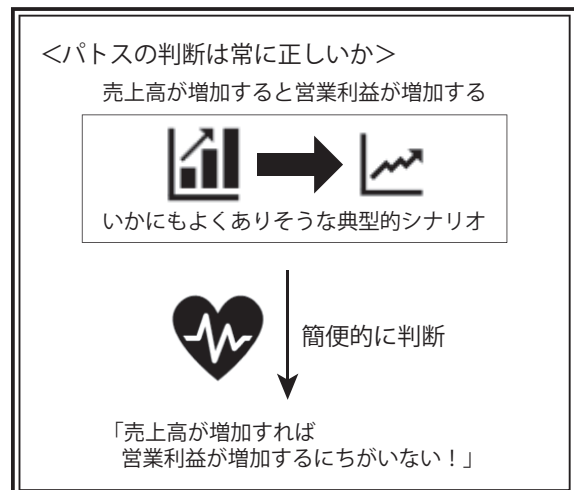 ＜パトスの判断は常に正しいか＞
売上高が増加すると営業利益が増加する
いかにもよくありそうな典型的シナリオ
簡便的に判断
「売上高が増加すれば
営業利益が増加するにちがいない！」